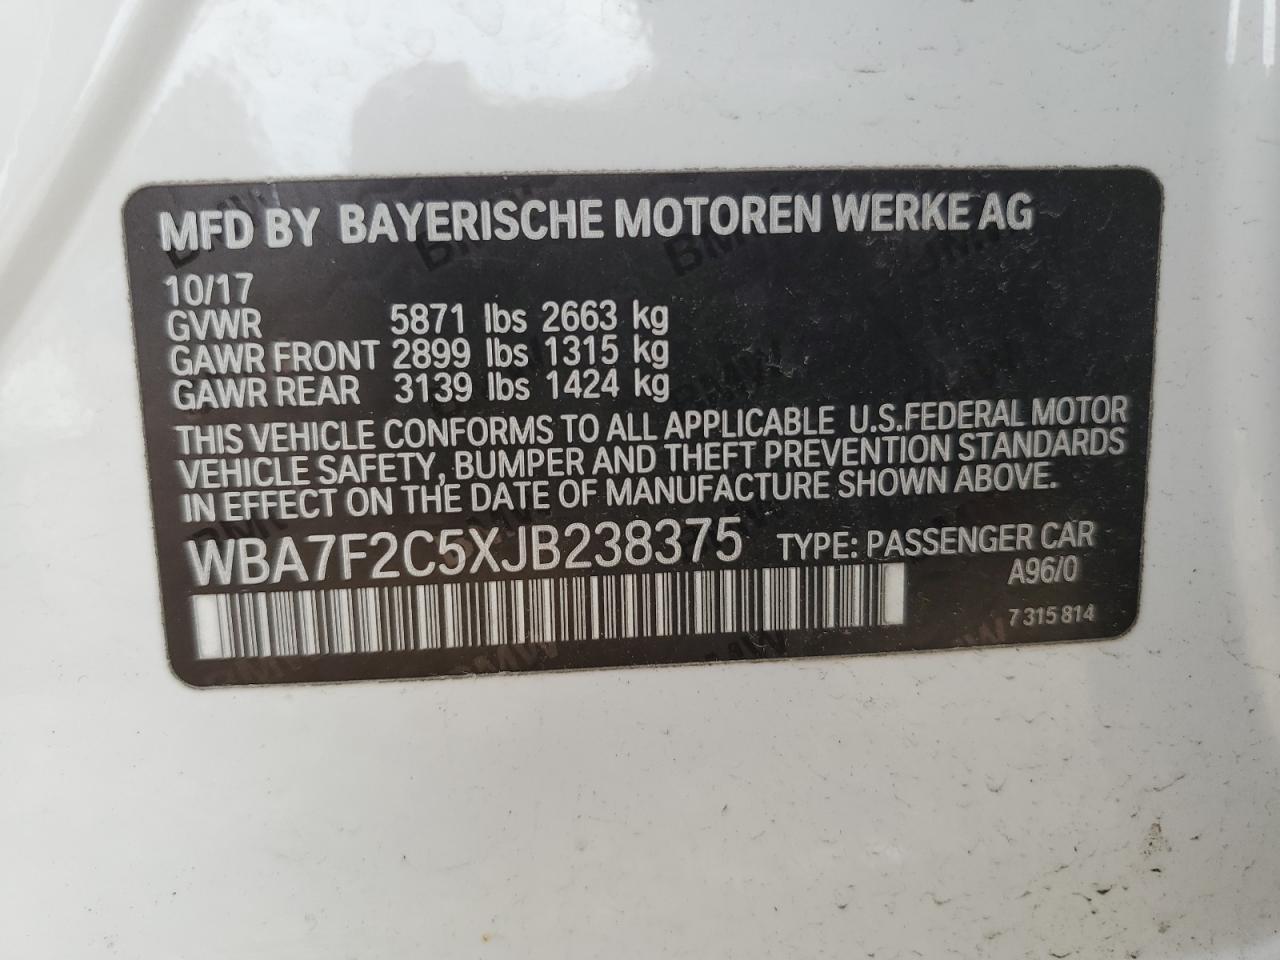 MFD BY BAYERISCHE MOTOREN WERKE AG
10/17
GVWR 5871 lbs 2663 kg
GAWR FRONT 2899 lbs 1315 kg
GAWR REAR 3139 lbs 1424 kg
THIS VEHICLE CONFORMS TO ALL APPLICABLE U.S.FEDERAL MOTOR
VEHICLE SAFETY, BUMPER AND THEFT PREVENTION STANDARDS
IN EFFECT ON THE DATE OF MANUFACTURE SHOWN ABOVE.
WBA7F2C5XJB238375 TYPE: PASSENGER CAR
A96/0
7 315 814